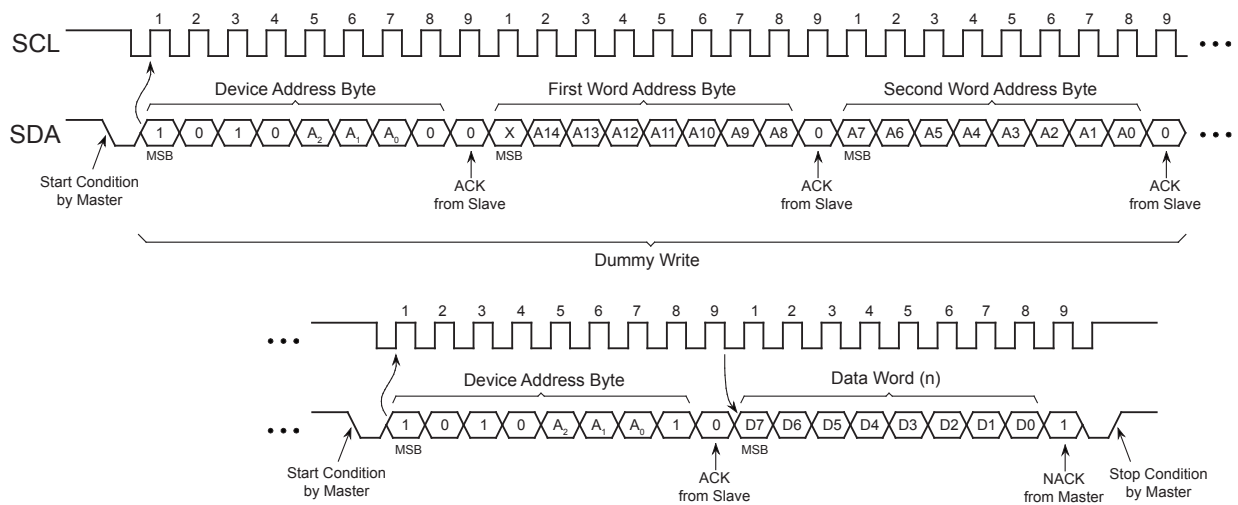 1 2 3 4 5 6 7 8 9 1 2 3 4 5 6 7 8 9 1 2 3 4 5 6 7 8 9
SCL
Device Address Byte First Word Address Byte Second Word Address Byte
SDA 1 0 1 0 A2 A1 A0 0 0 X A14 A13 A12 A11 A10 A9 A8 0 A7 A6 A5 A4 A3 A2 A1 A0 0
MSB MSB MSB
Start Condition
by Master
ACK
from Slave
ACK
from Slave
ACK
from Slave
Dummy Write
1 2 3 4 5 6 7 8 9 1 2 3 4 5 6 7 8 9
Device Address Byte Data Word (n)
1 0 1 0 A2 A1 A0 1 0 D7 D6 D5 D4 D3 D2 D1 D0 1
MSB MSB
Start Condition
by Master
ACK
from Slave
NACK
from Master
Stop Condition
by Master